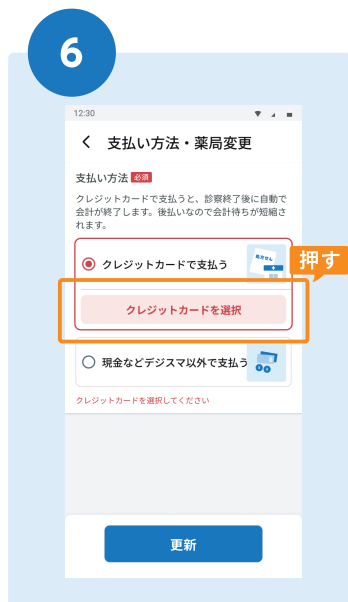 6
12:30
支払い方法・薬局変更
支払い方法 必須
クレジットカードで支払うと、診察終了後に自動で
会計が終了します。後払いなので会計待ちが短縮さ
れます。
処方せん
クレジットカードで支払う
押す
クレジットカードを選択
現金などデジスマ以外で支払う
クレジットカードを選択してください
更新